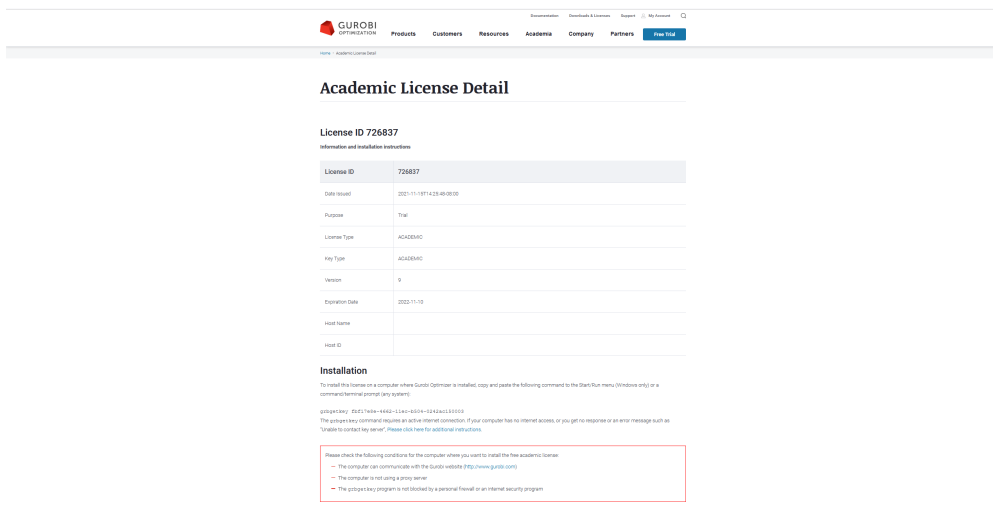 Documentation Downloads & Licenses Support My Account
GUROBI
OPTIMIZATION
Products Customers Resources Academia Company Partners Free Trial
Home Academic License Detail
Academic License Detail
License ID 726837
Information and installation instructions
License ID 726837
Date Issued
Purpose Trial
License Type ACADEMIC
Key Type ACADEMIC
Version 9
Expiration Date 2022-11-10
Host Name
Host ID
Installation
To install this license on a computer where Gurobi Optimizer is installed, copy and paste the following command to the Start/Run menu (Windows only) or a
command/terminal prompt (any system):
grbgetkey
The grbgetkey command requires an active internet connection. If your computer has no internet access, or you get no response or an error message such as
"Unable to contact key server", Please click here for additional instructions.
Please check the following conditions for the computer where you want to install the free academic license:
— The computer can communicate with the Gurobi website (http://www.gurobi.com)
— The computer is not using a proxy server
— The grbgetkey program is not blocked by a personal firewall or an internet security program